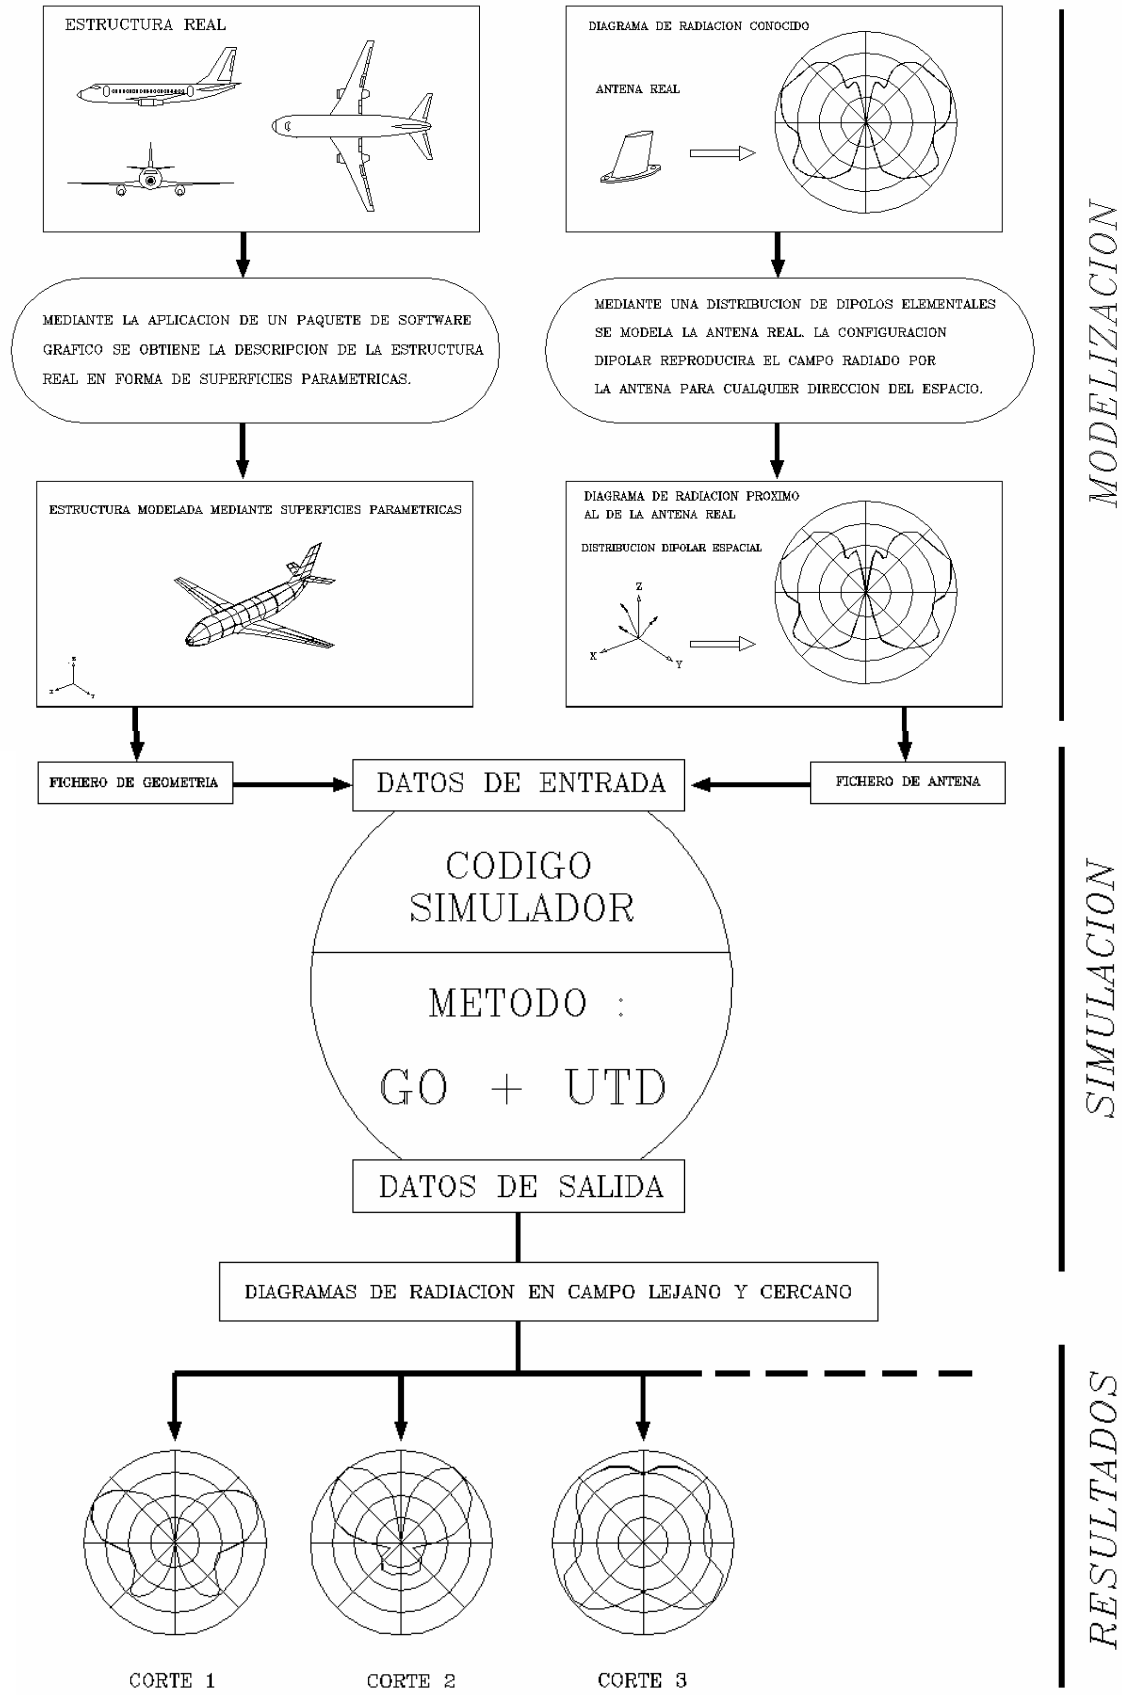 ESTRUCTURA REAL
DIAGRAMA DE RADIACION CONOCIDO
ANTENA REAL
MEDIANTE LA APLICACION DE UN PAQUETE DE SOFTWARE
GRAFICO SE OBTIENE LA DESCRIPCION DE LA ESTRUCTURA
REAL EN FORMA DE SUPERFICIES PARAMETRICAS.
MEDIANTE UNA DISTRIBUCION DE DIPOLOS ELEMENTALES
SE MODELA LA ANTENA REAL. LA CONFIGURACION
DIPOLAR REPRODUCIRA EL CAMPO RADIADO POR
LA ANTENA PARA CUALQUIER DIRECCION DEL ESPACIO.
ESTRUCTURA MODELADA MEDIANTE SUPERFICIES PARAMETRICAS
DIAGRAMA DE RADIACION PROXIMO
AL DE LA ANTENA REAL
DISTRIBUCION DIPOLAR ESPACIAL
Z
X
Y
MODELIZACION
FICHERO DE GEOMETRIA
DATOS DE ENTRADA
FICHERO DE ANTENA
CODIGO
SIMULADOR
METODO :
GO + UTD
DATOS DE SALIDA
SIMULACION
DIAGRAMAS DE RADIACION EN CAMPO LEJANO Y CERCANO
CORTE 1
CORTE 2
CORTE 3
RESULTADOS